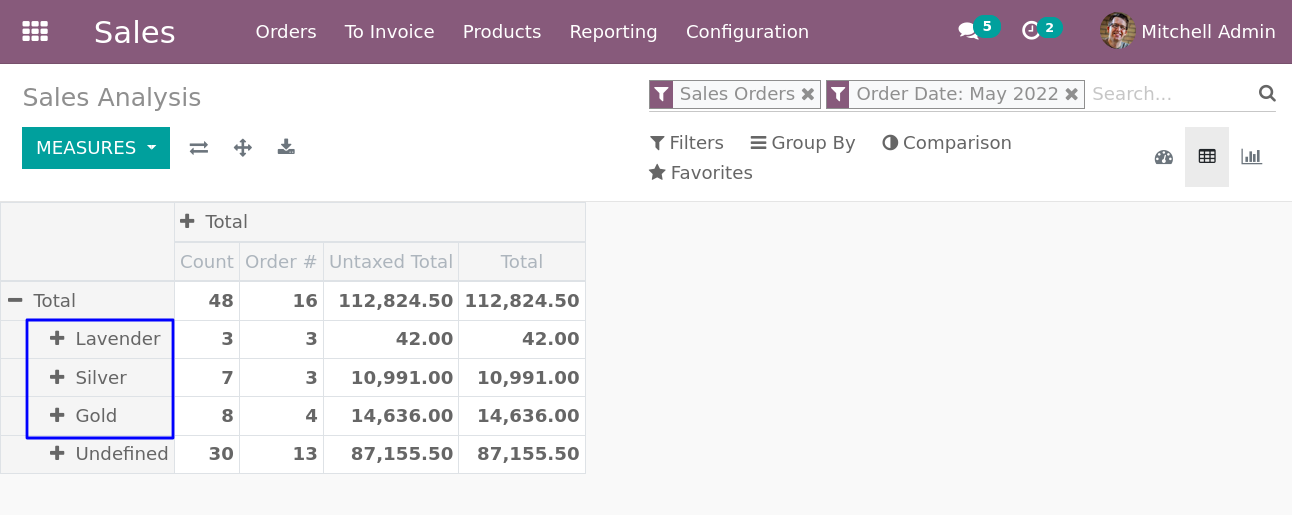 Sales Orders To Invoice Products Reporting Configuration 5 2 Mitchell Admin
Sales Analysis
Sales Orders Order Date: May 2022 Search...
MEASURES
Filters Group By Comparison
Favorites
Total
Count Order # Untaxed Total Total
Total 48 16 112,824.50 112,824.50
Lavender 3 3 42.00 42.00
Silver 7 3 10,991.00 10,991.00
Gold 8 4 14,636.00 14,636.00
Undefined 30 13 87,155.50 87,155.50